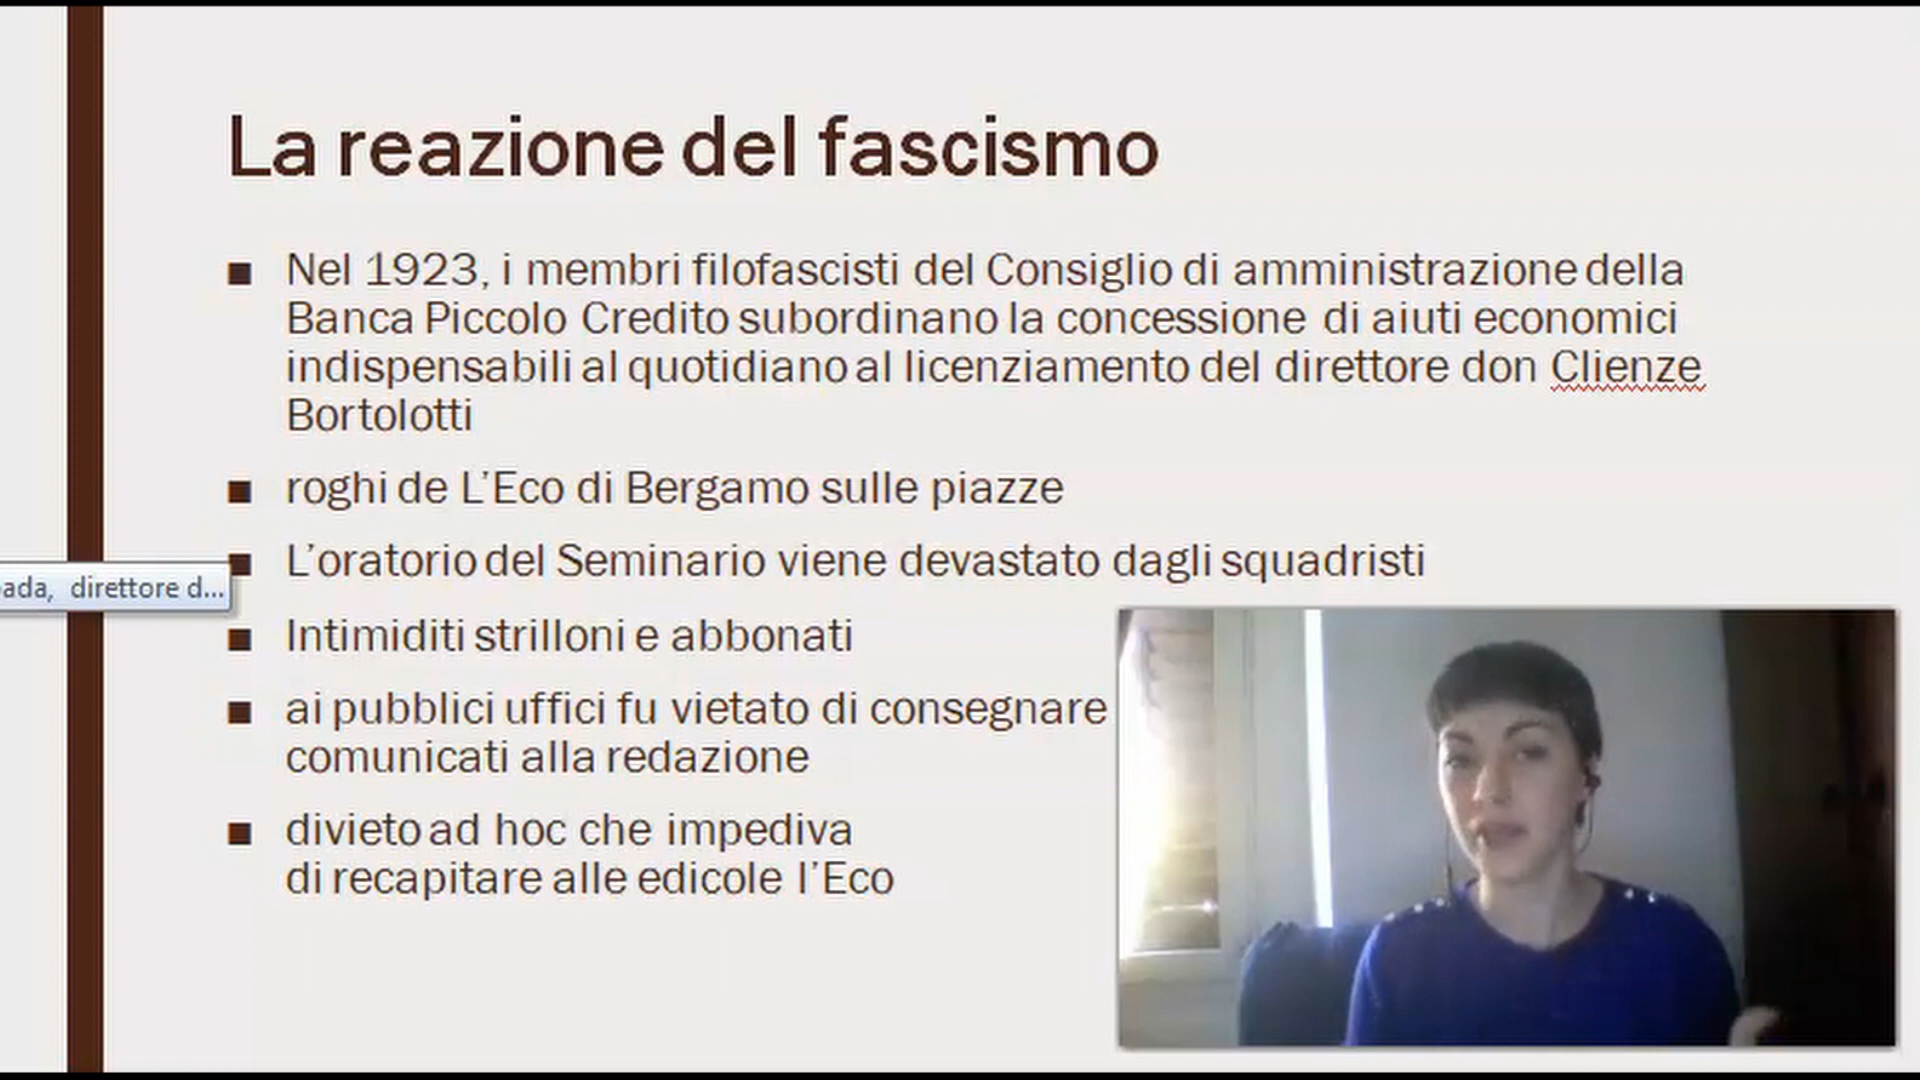 La reazione del fascismo
■ Nel 1923, i membri filofascisti del Consiglio di amministrazione della
Banca Piccolo Credito subordinano la concessione di aiuti economici
indispensabili al quotidiano al licenziamento del direttore don Clienze
Bortolotti
■ roghi de L’Eco di Bergamo sulle piazze
■ L’oratorio del Seminario viene devastato dagli squadristi
ada, direttore d...
■ Intimiditi strilloni e abbonati
■ ai pubblici uffici fu vietato di consegnare
comunicati alla redazione
■ divieto ad hoc che impediva
di recapitare alle edicole l’Eco